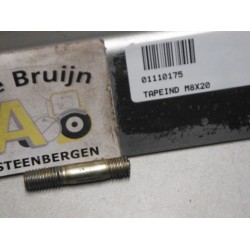 e Bruijn
A
STEENBERGEN
01110175
TAPEIND M8X20